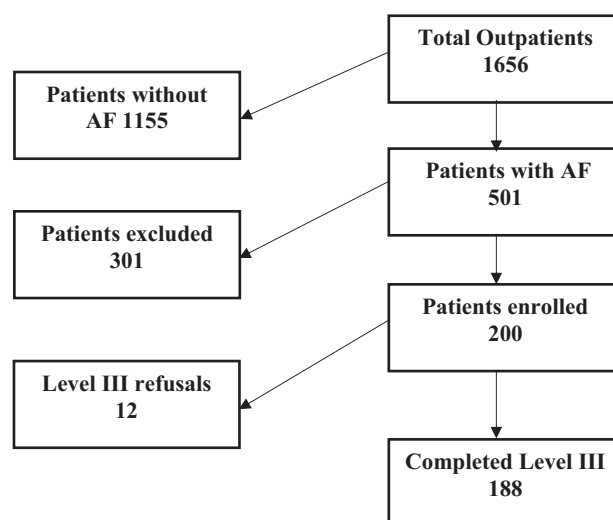 Total Outpatients
1656
Patients without
AF 1155
Patients with AF
501
Patients excluded
301
Patients enrolled
200
Level III refusals
12
Completed Level III
188